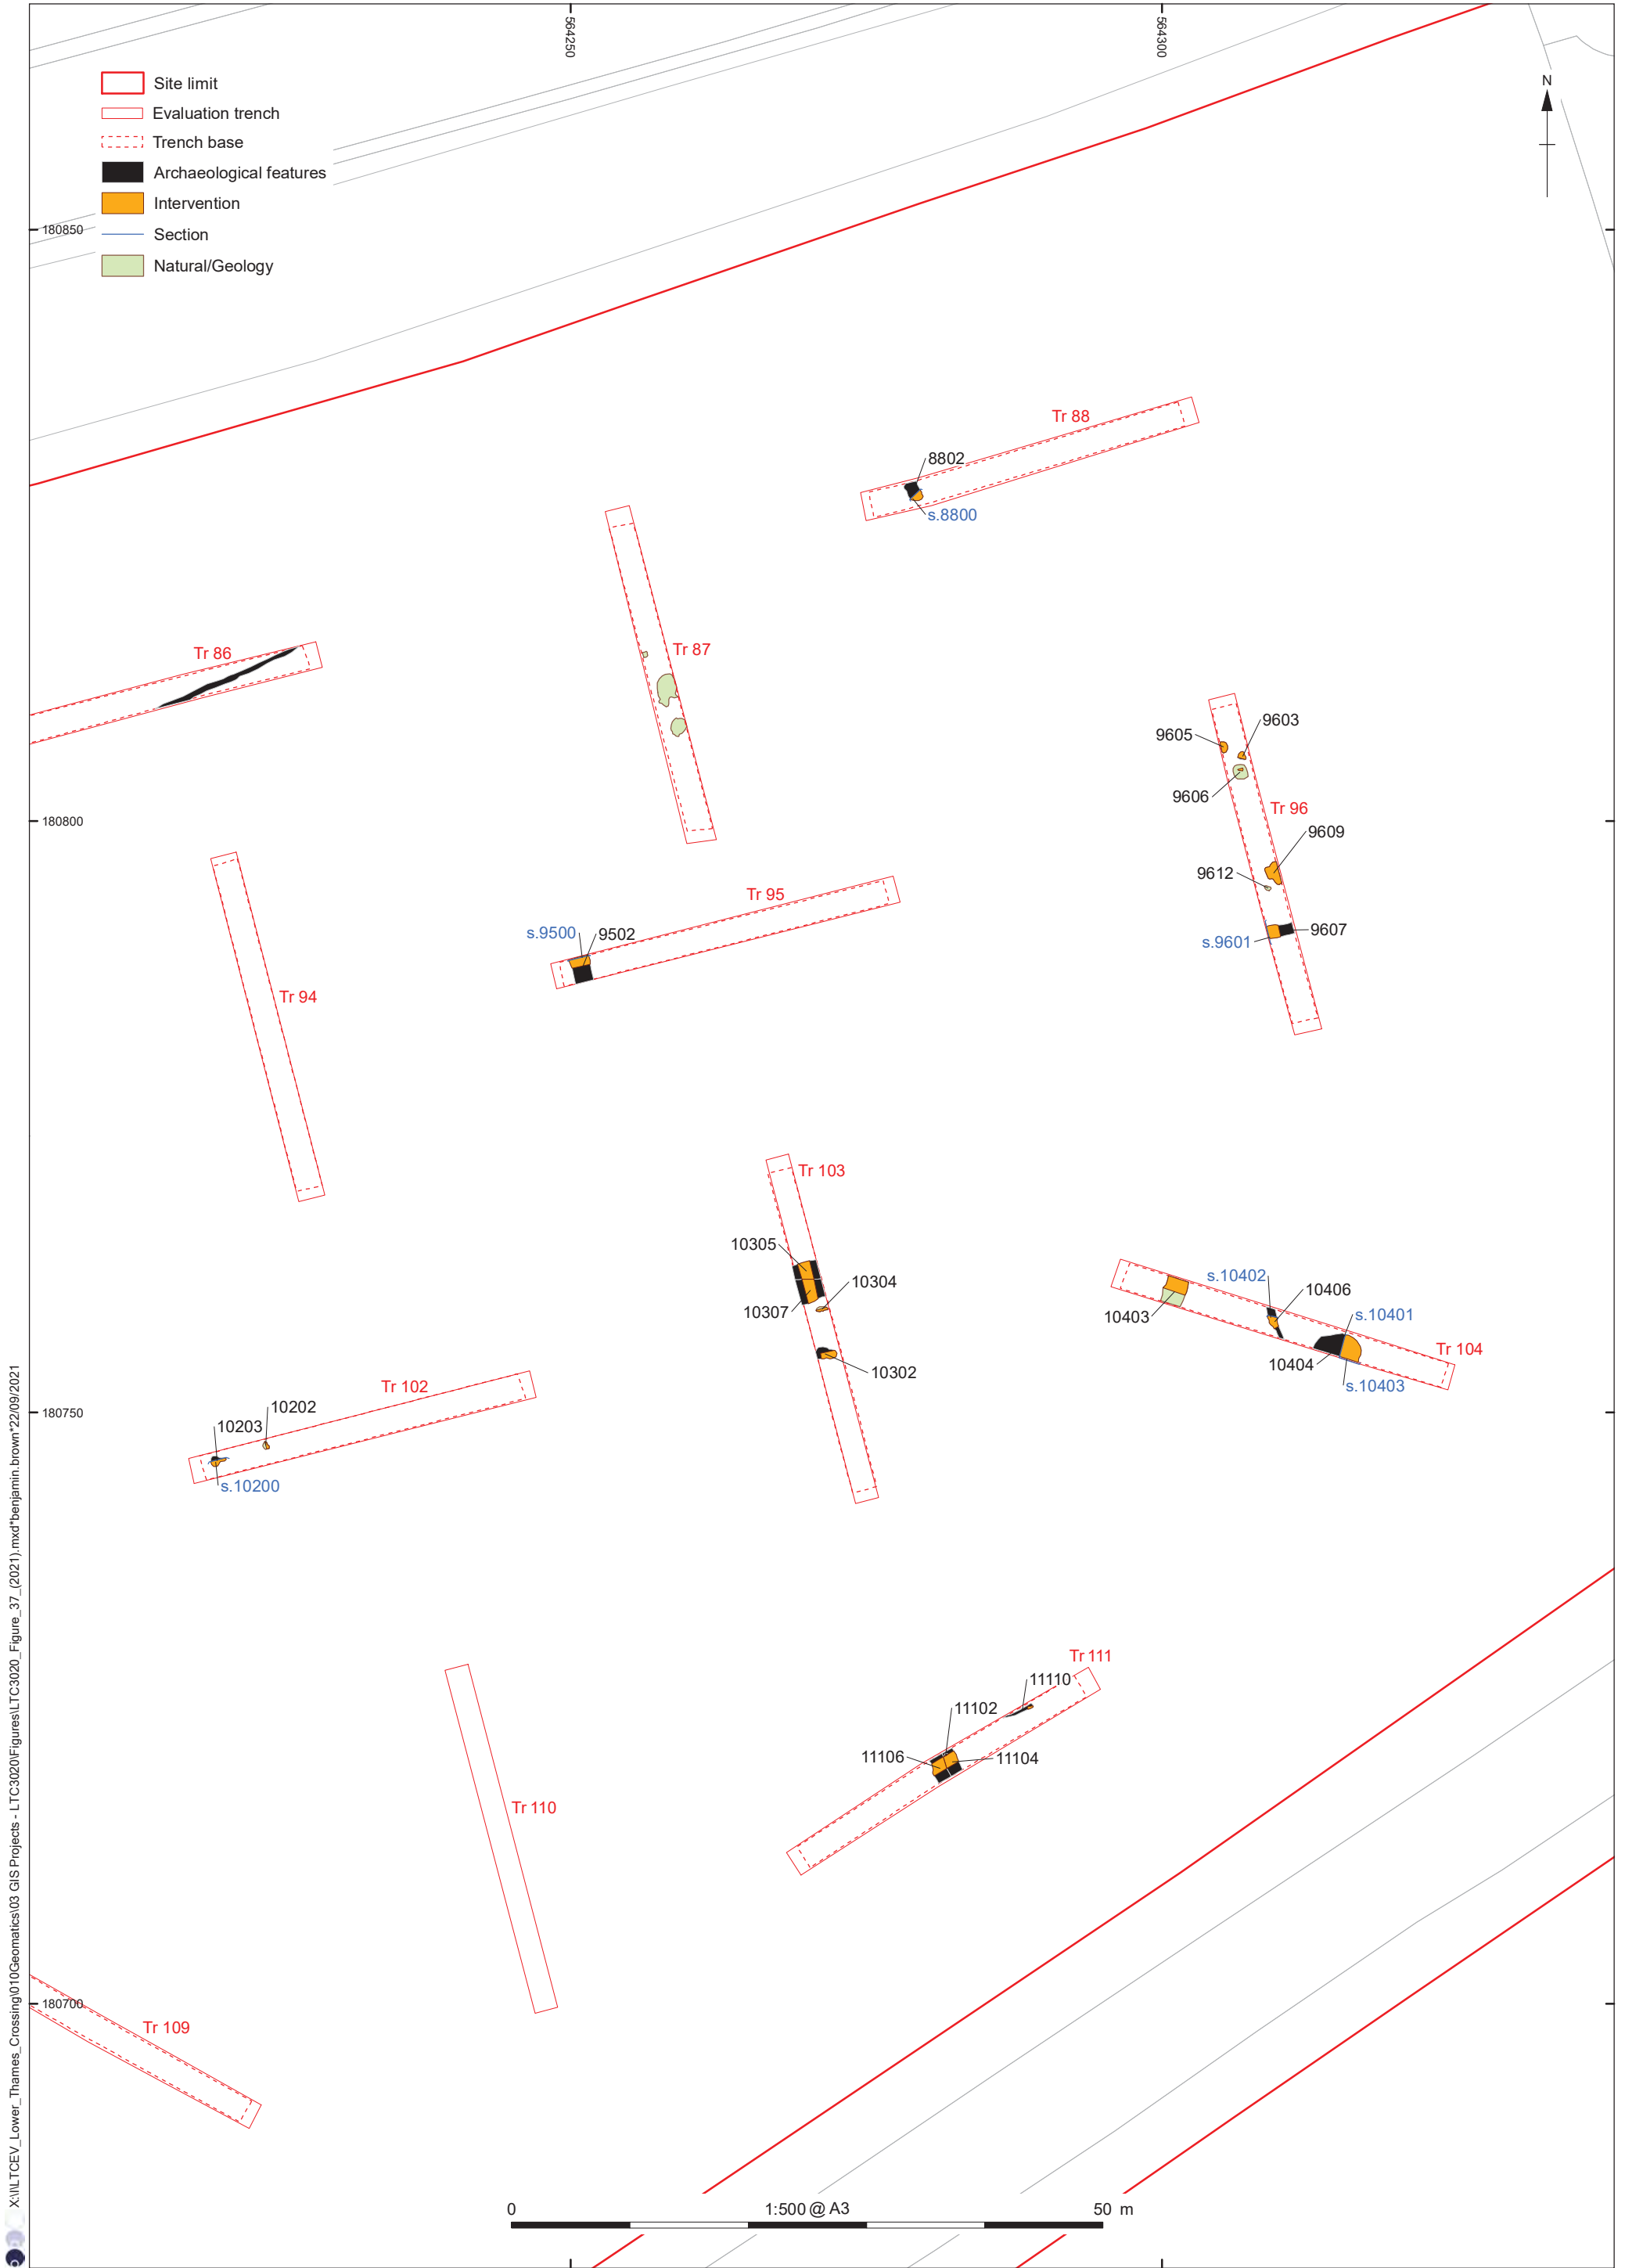 564250
564300
Site limit
Evaluation trench
Trench base
Archaeological features
Intervention
Section
Natural/Geology
N
180850
Tr 88
8802
s.8800
Tr 86
Tr 87
9605
9603
9606
Tr 96
180800
9609
9612
9607
s.9601
Tr 95
s.9500
9502
Tr 94
Tr 103
10305
10304
10307
10302
s.10402
10406
s.10401
10403
10404
Tr 104
s.10403
Tr 102
10202
10203
s.10200
180750
Tr 111
11110
11102
11106
11104
Tr 110
180700
Tr 109
0
1:500 @ A3
50 m
X:\l\LTCEV_Lower_Thames_Crossing\010Geomatics\03 GIS Projects - LTC3020\Figures\LTC3020_Figure_37_(2021).mxd*benjamin.brown*22/09/2021